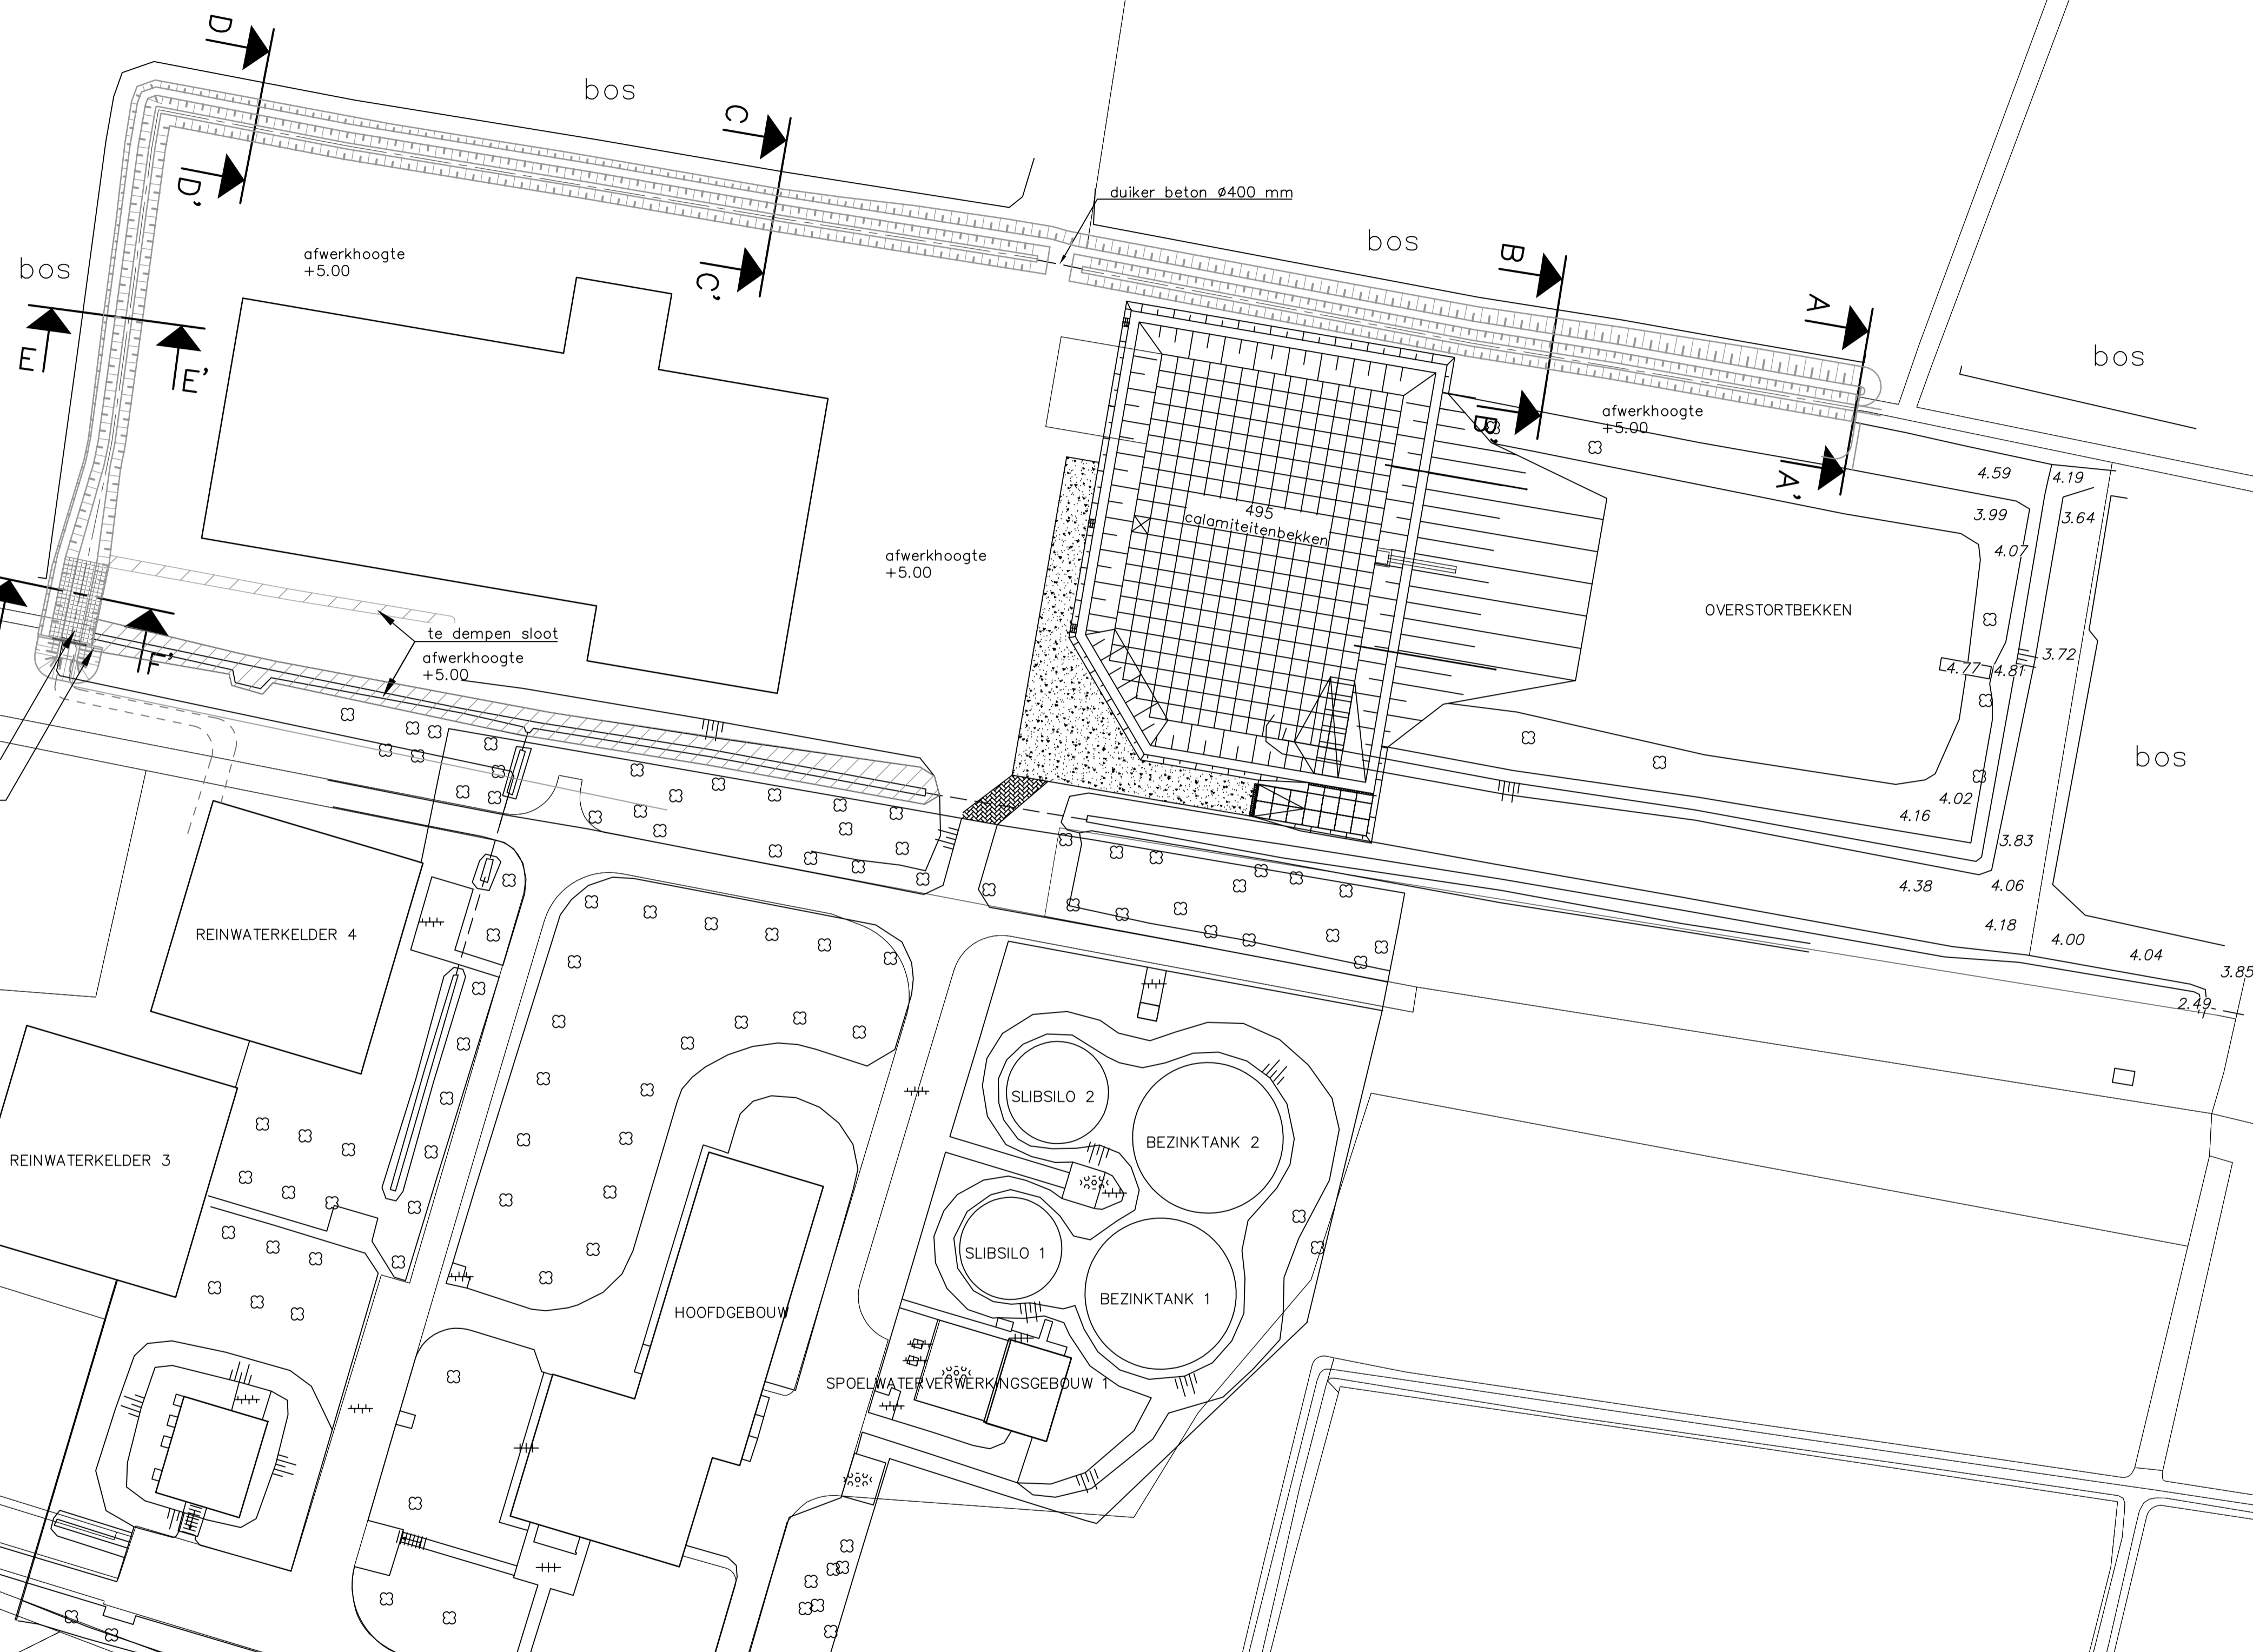 D
bos
C
duiker beton Ø400 mm
D'
afwerkhoogte
+5.00
bos
C'
bos
B
A
bos
E
E'
afwerkhoogte
+5.00
B'
A'
4.59
4.19
3.99
3.64
4.07
495
calamiteitenbekken
afwerkhoogte
+5.00
OVERSTORTBEKKEN
te dempen sloot
afwerkhoogte
+5.00
F'
4.77
4.81
3.72
bos
4.02
4.16
3.83
4.38
4.06
4.18
4.00
4.04
3.85
2.49
REINWATERKELDER 4
REINWATERKELDER 3
SLIBSILO 2
BEZINKTANK 2
SLIBSILO 1
BEZINKTANK 1
HOOFDGEBOUW
SPOELWATERVERWERKINGSGEBOUW 1